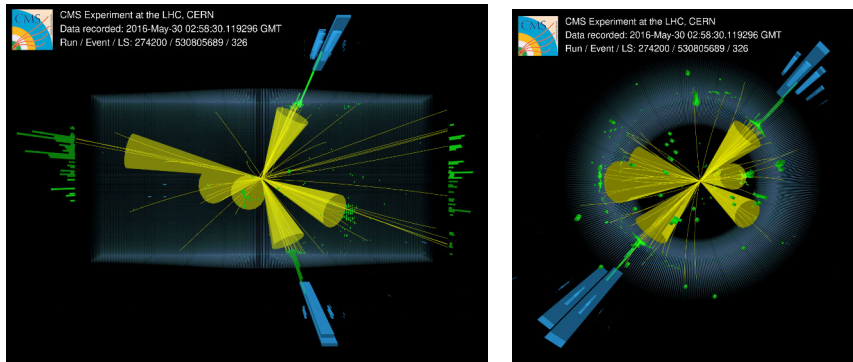 CMS
CMS Experiment at the LHC, CERN
Data recorded: 2016-May-30 02:58:30.119296 GMT
Run / Event / LS: 274200 / 530805689 / 326
CMS
CMS Experiment at the LHC, CERN
Data recorded: 2016-May-30 02:58:30.119296 GMT
Run / Event / LS: 274200 / 530805689 / 326